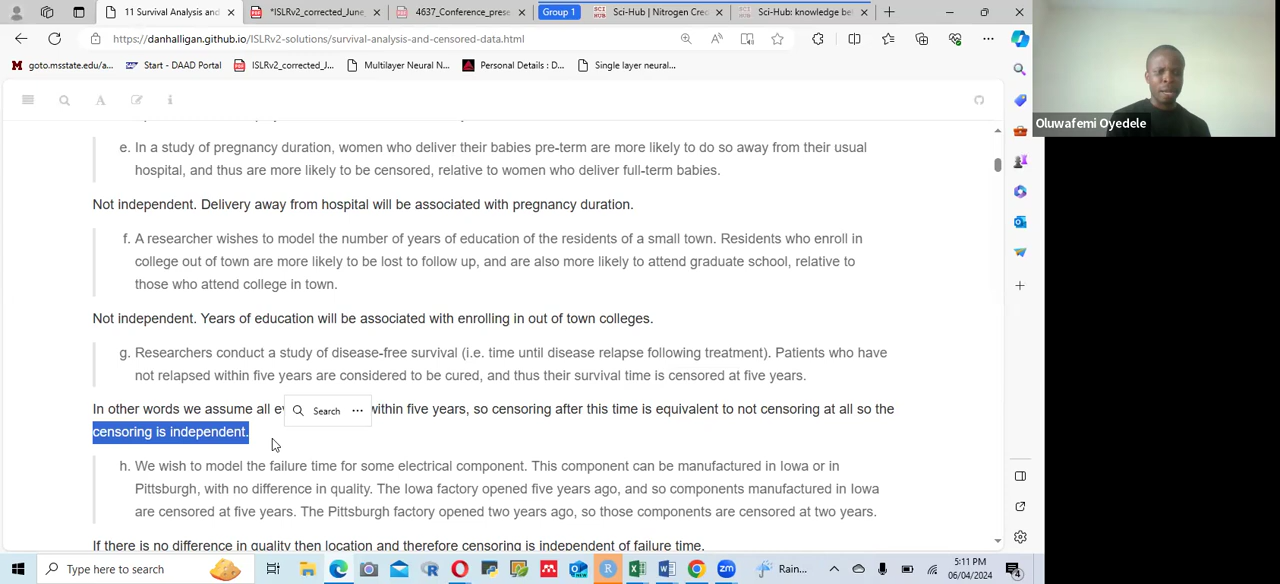 11 Survival Analysis and
*ISLRv2_corrected_June_
4637_Conference_prese
Group 1
SCI HUB
Sci-Hub | Nitrogen Cred
SCI HUB
Sci-Hub: knowledge bel
https://danhalligan.github.io/ISLRv2-solutions/survival-analysis-and-censored-data.html
goto.msstate.edu/a...
Start - DAAD Portal
ISLRv2_corrected_J...
Multilayer Neural N...
Personal Details : D...
Single layer neural...
Oluwafemi Oyedele
e. In a study of pregnancy duration, women who deliver their babies pre-term are more likely to do so away from their usual
hospital, and thus are more likely to be censored, relative to women who deliver full-term babies.
Not independent. Delivery away from hospital will be associated with pregnancy duration.
f. A researcher wishes to model the number of years of education of the residents of a small town. Residents who enroll in
college out of town are more likely to be lost to follow up, and are also more likely to attend graduate school, relative to
those who attend college in town.
Not independent. Years of education will be associated with enrolling in out of town colleges.
g. Researchers conduct a study of disease-free survival (i.e. time until disease relapse following treatment). Patients who have
not relapsed within five years are considered to be cured, and thus their survival time is censored at five years.
In other words we assume all ev
Search
within five years, so censoring after this time is equivalent to not censoring at all so the
censoring is independent.
h. We wish to model the failure time for some electrical component. This component can be manufactured in Iowa or in
Pittsburgh, with no difference in quality. The Iowa factory opened five years ago, and so components manufactured in Iowa
are censored at five years. The Pittsburgh factory opened two years ago, so those components are censored at two years.
If there is no difference in quality then location and therefore censoring is independent of failure time.
Type here to search
Rain...
5:11 PM
06/04/2024